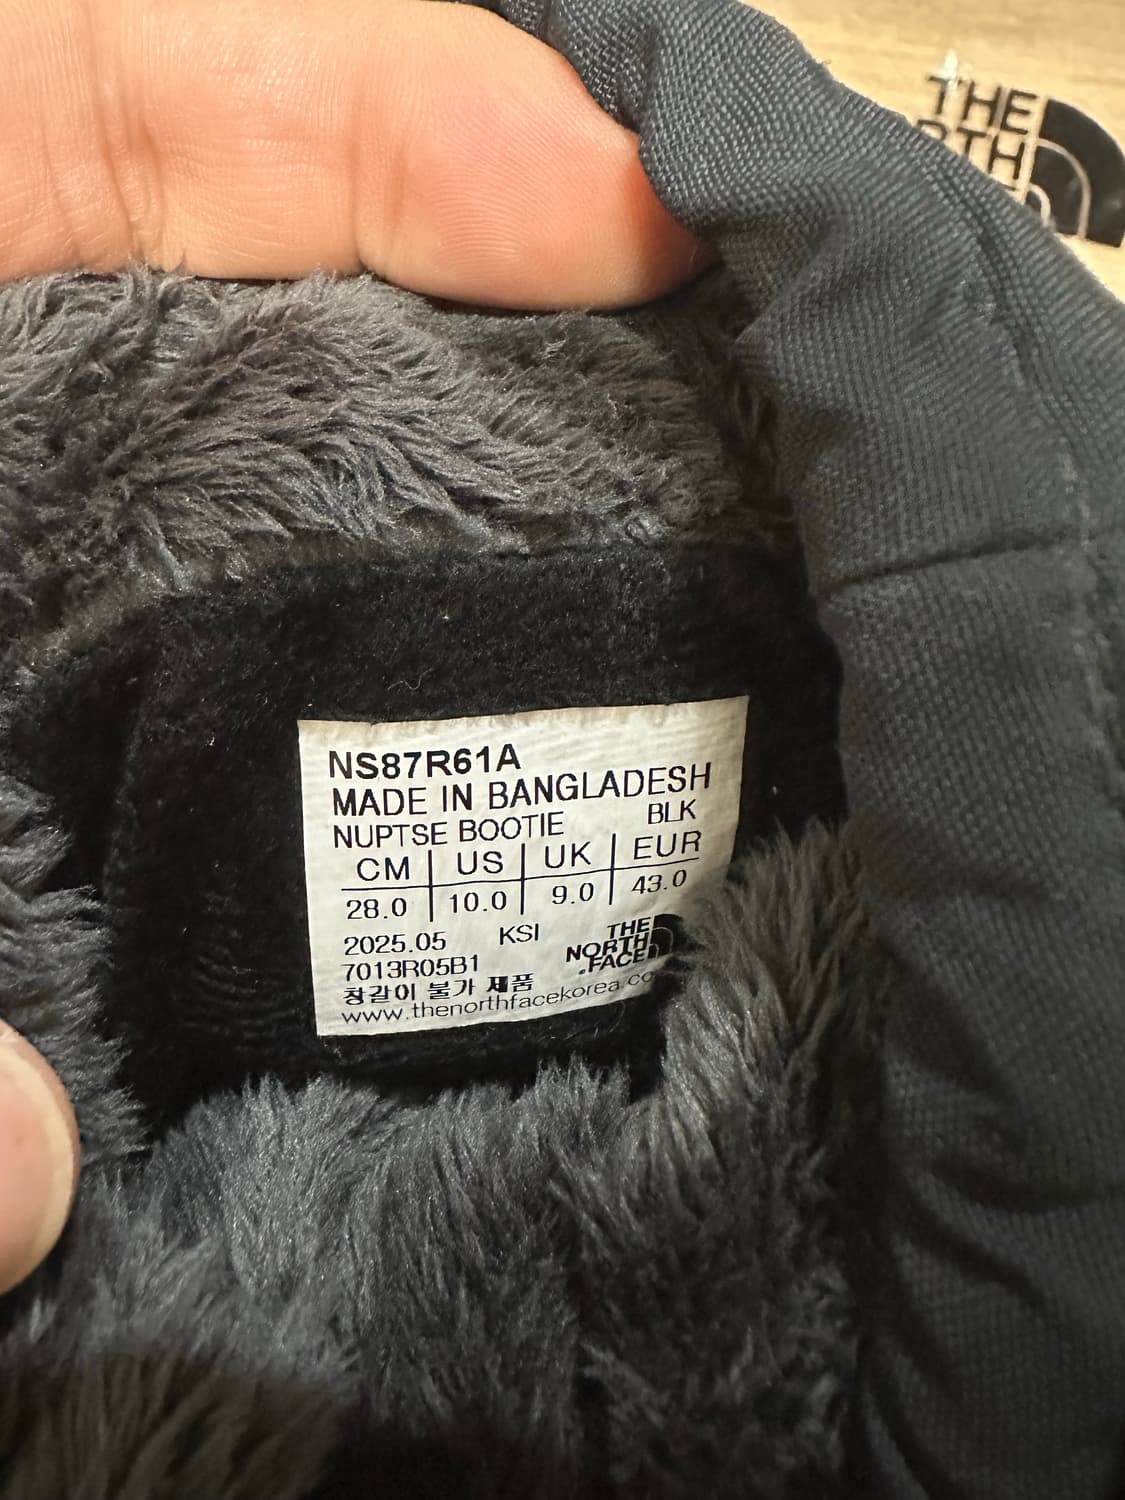 THE
RTH
NS87R61A
MADE IN BANGLADESH
NUPTSE BOOTIE BLK
CM US UK EUR
28.0 10.0 9.0 43.0
2025.05 KSI
7013R05B1
THE
NORTH
FACE
창갈이 불가 제품
www.thenorthfacekorea.co